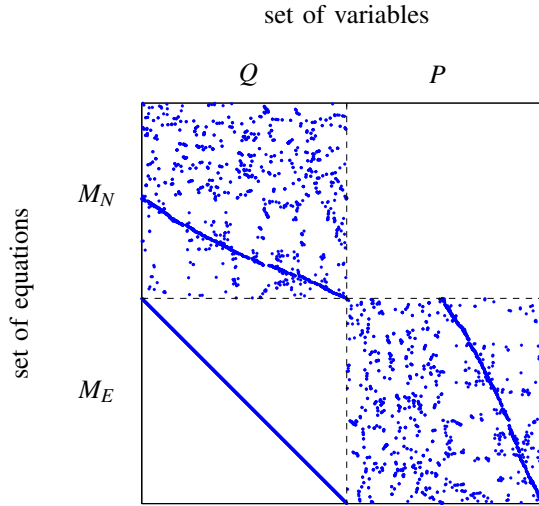 set of variables
Q P
M_N
set of equations
M_E